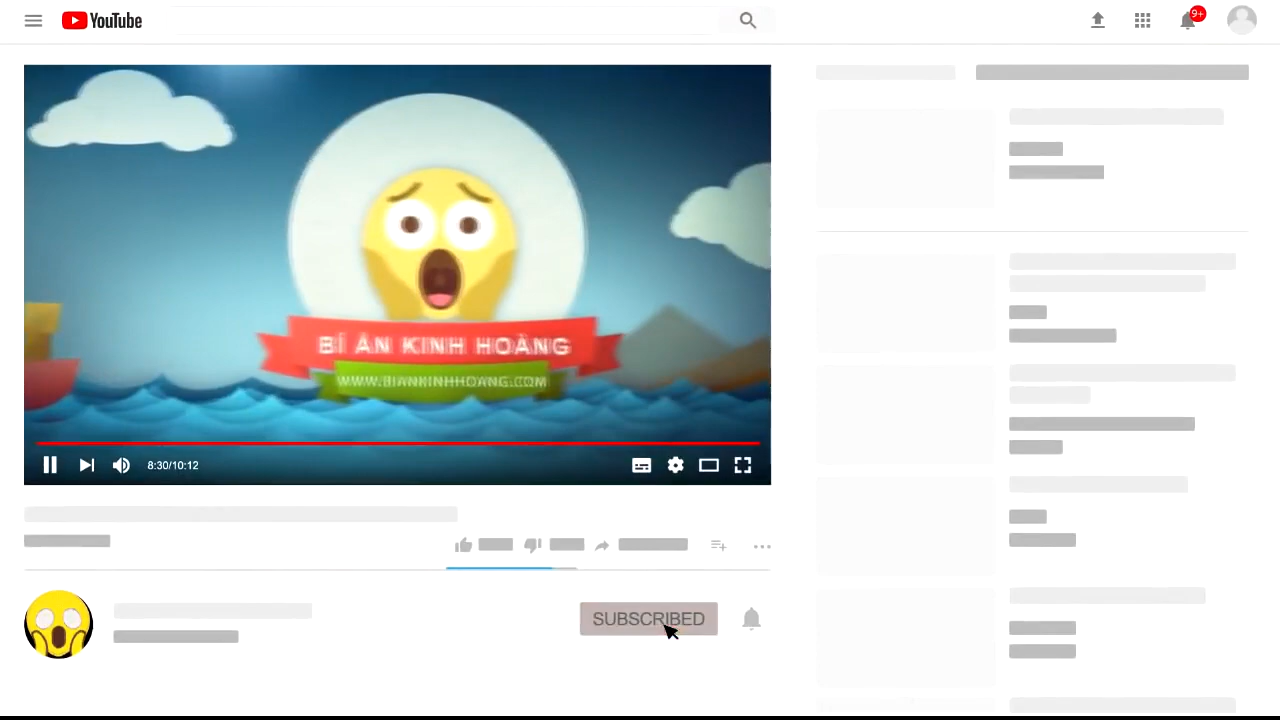 YouTube
9+
BÍ ẨN KINH HOÀNG
WWW.BIANKINHHOANG.COM
8:30/10:12
SUBSCRIBED